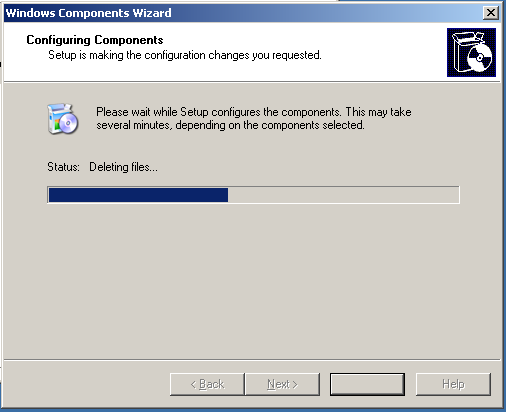 Windows Components Wizard
Configuring Components
Setup is making the configuration changes you requested.
Please wait while Setup configures the components. This may take
several minutes, depending on the components selected.
Status: Deleting files...
< Back Next > Help